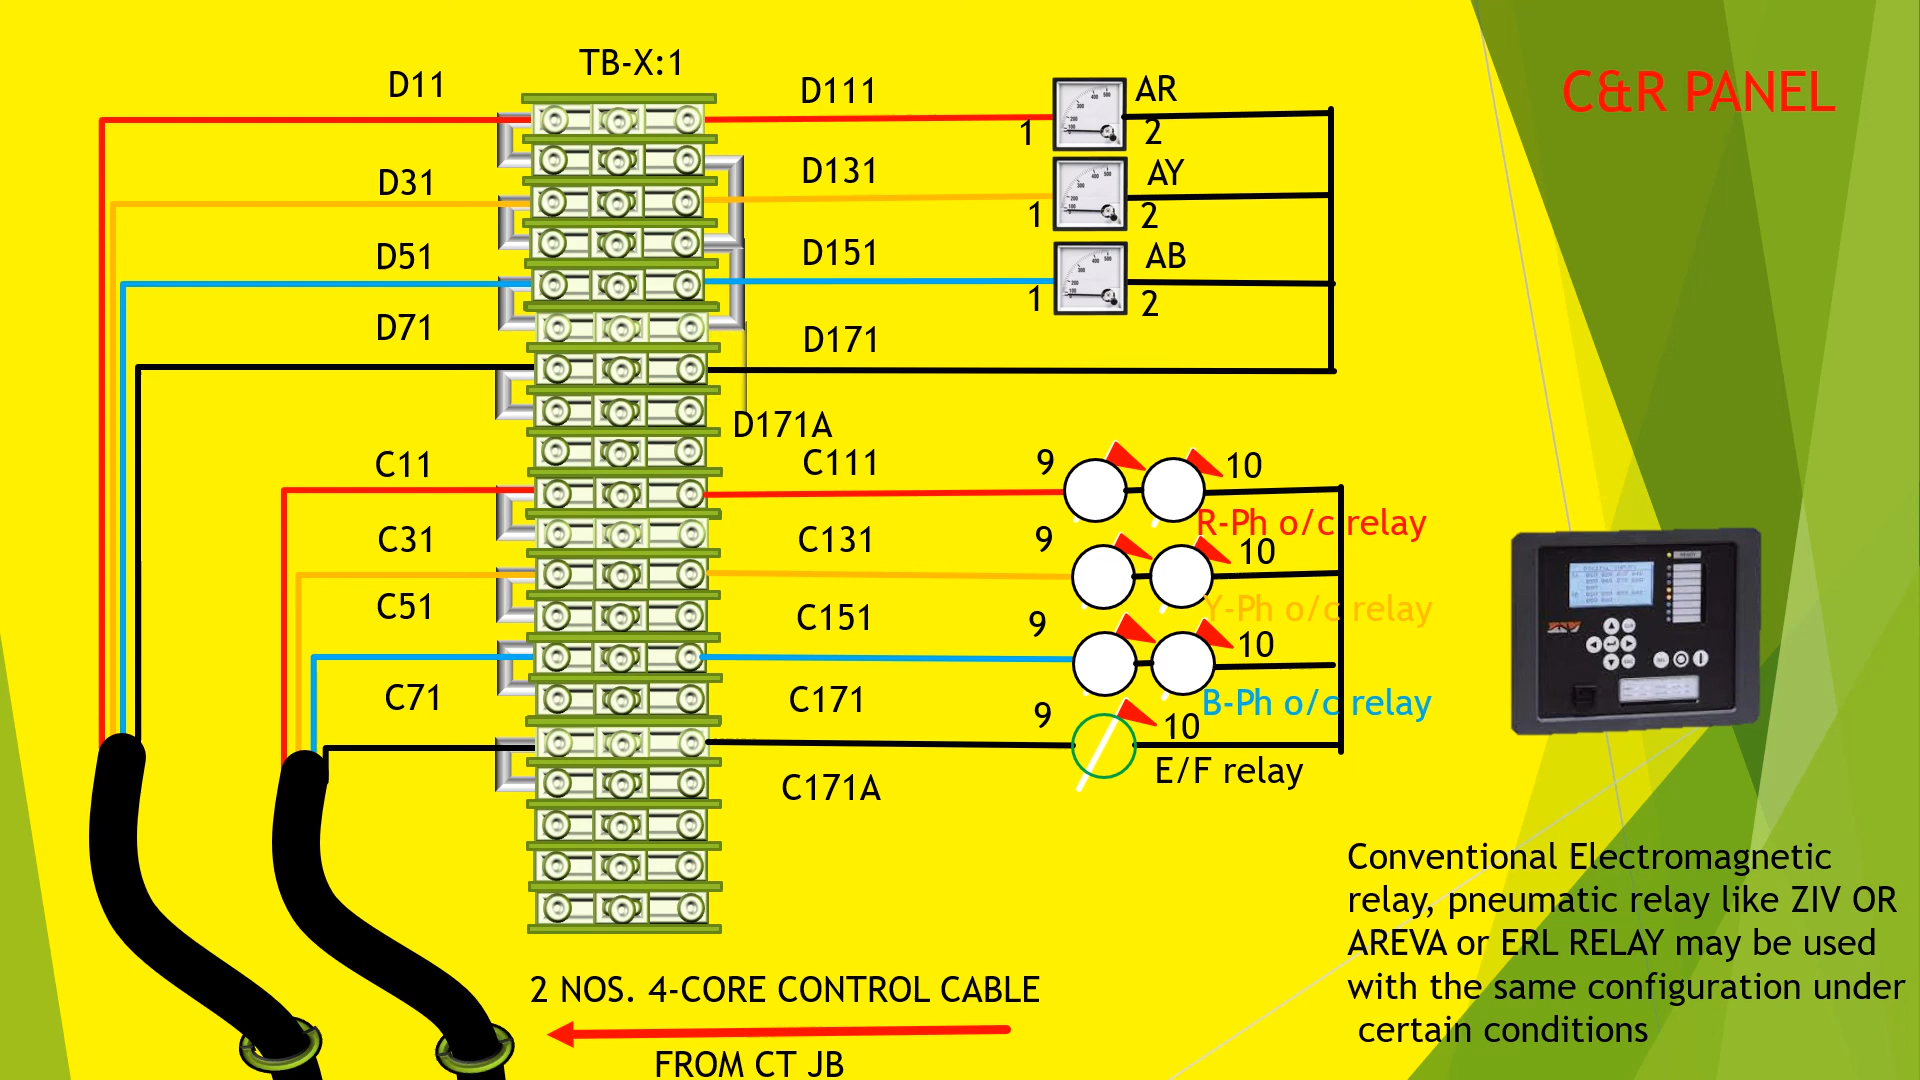 C&R PANEL
TB-X:1
D11
D111
AR
1
2
D31
D131
AY
1
2
D51
D151
AB
1
2
D71
D171
D171A
C11
C111
9
10
R-Ph o/c relay
C31
C131
9
10
Y-Ph o/c relay
C51
C151
9
10
B-Ph o/c relay
C71
C171
9
10
E/F relay
C171A
Conventional Electromagnetic
relay, pneumatic relay like ZIV OR
AREVA or ERL RELAY may be used
with the same configuration under
certain conditions
2 NOS. 4-CORE CONTROL CABLE
FROM CT JB